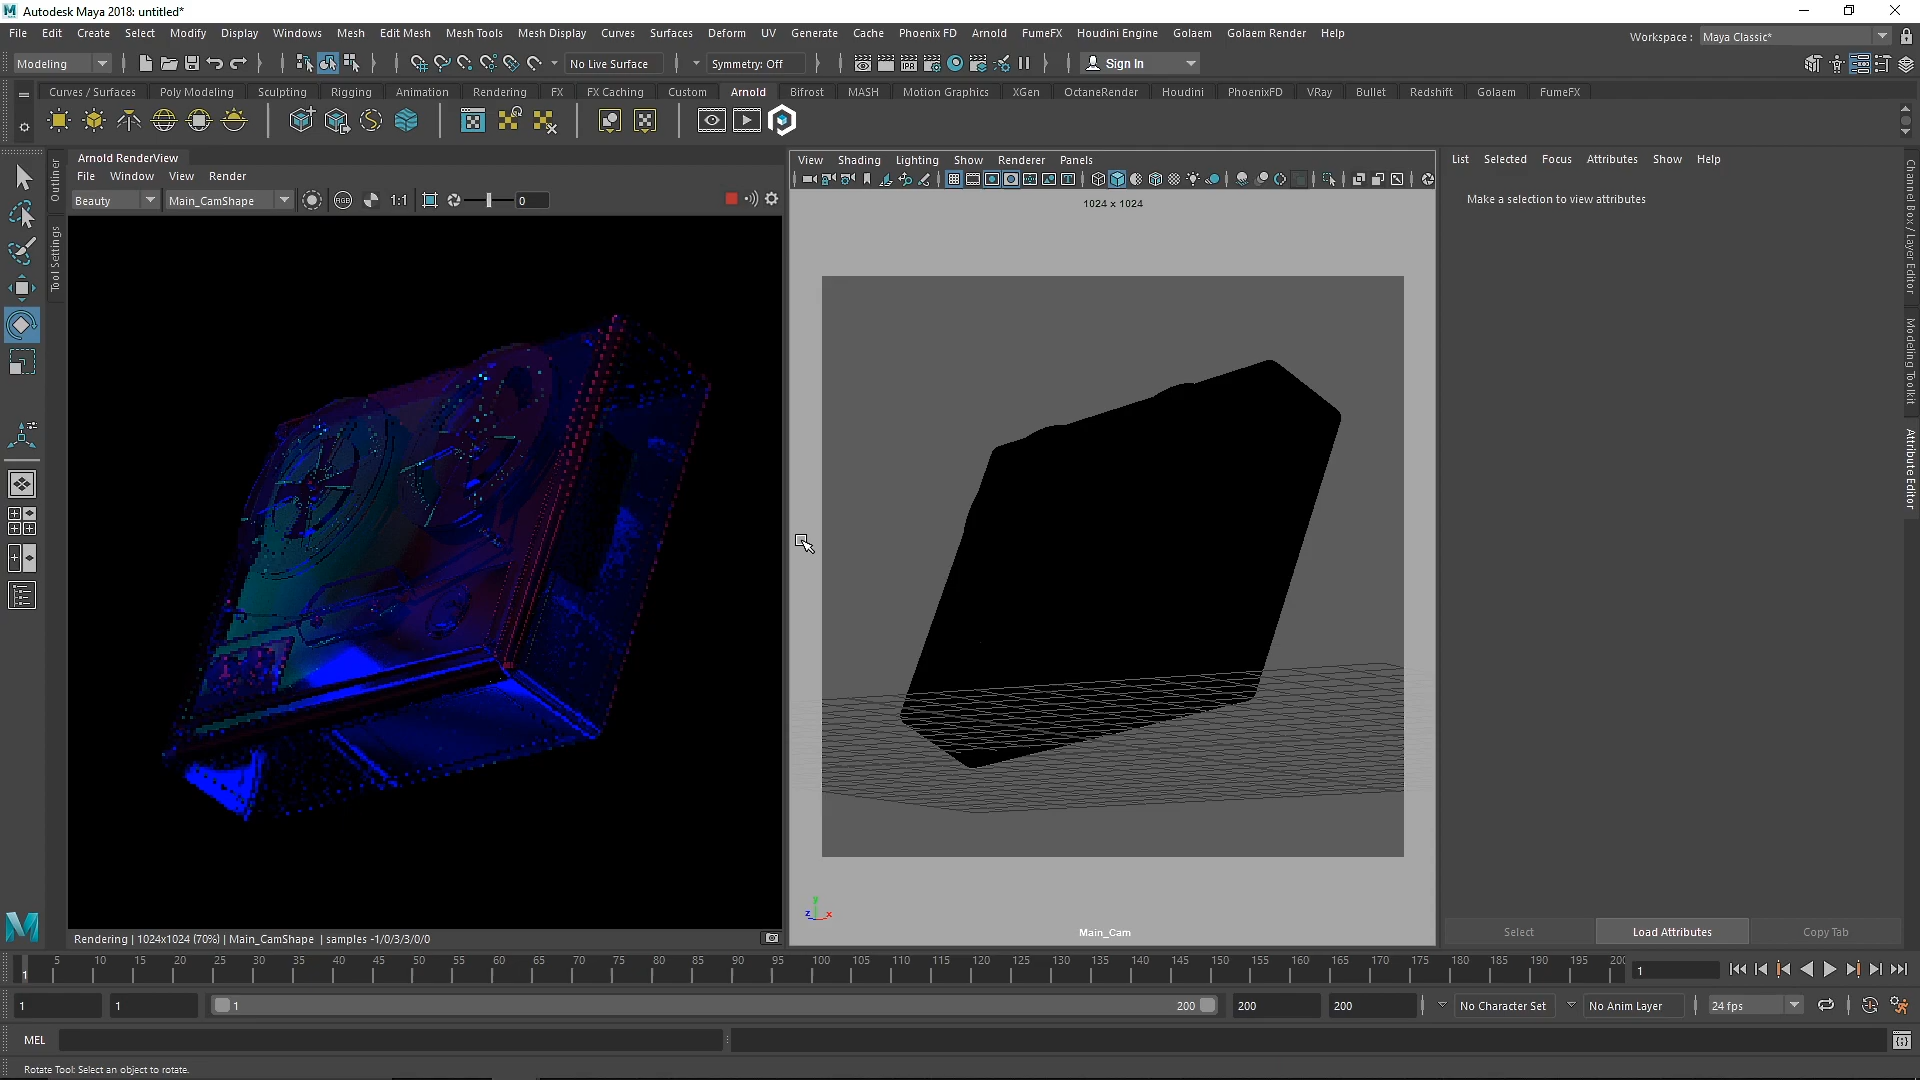 Autodesk Maya 2018: untitled*
File Edit Create Select Modify Display Windows Mesh Edit Mesh Mesh Tools Mesh Display Curves Surfaces Deform UV Generate Cache Phoenix FD Arnold FumeFX Houdini Engine Golaem Golaem Render Help
Workspace : Maya Classic*
Modeling No Live Surface Symmetry: Off IPR Sign In
Curves / Surfaces Poly Modeling Sculpting Rigging Animation Rendering FX FX Caching Custom Arnold Bifrost MASH Motion Graphics XGen OctaneRender Houdini PhoenixFD VRay Bullet Redshift Golaem FumeFX
Outliner
Tool Settings
Arnold RenderView
File Window View Render
Beauty Main_CamShape RGB 1:1 0
Rendering | 1024x1024 (70%) | Main_CamShape | samples -1/0/3/3/0/0
View Shading Lighting Show Renderer Panels
1024 x 1024
y
z x
Main_Cam
List Selected Focus Attributes Show Help
Make a selection to view attributes
Select Load Attributes Copy Tab
Channel Box / Layer Editor
Modeling Toolkit
Attribute Editor
1 5 10 15 20 25 30 35 40 45 50 55 60 65 70 75 80 85 90 95 100 105 110 115 120 125 130 135 140 145 150 155 160 165 170 175 180 185 190 195 200 1
1 1 1 200 200 200 No Character Set No Anim Layer 24 fps
MEL
Rotate Tool: Select an object to rotate.